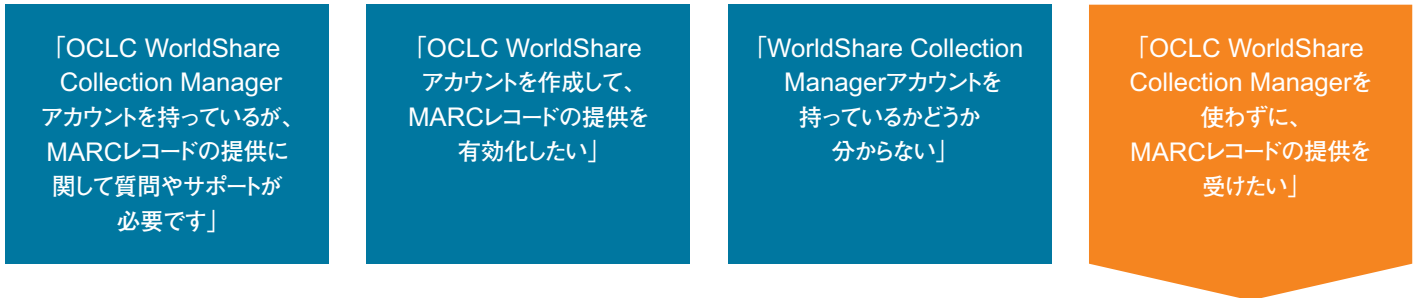 「OCLC WorldShare
Collection Manager
アカウントを持っているが、
MARCレコードの提供に
関して質問やサポートが
必要です」
「OCLC WorldShare
アカウントを作成して、
MARCレコードの提供を
有効化したい」
「WorldShare Collection
Managerアカウントを
持っているかどうか
分からない」
「OCLC WorldShare
Collection Managerを
使わずに、
MARCレコードの提供を
受けたい」